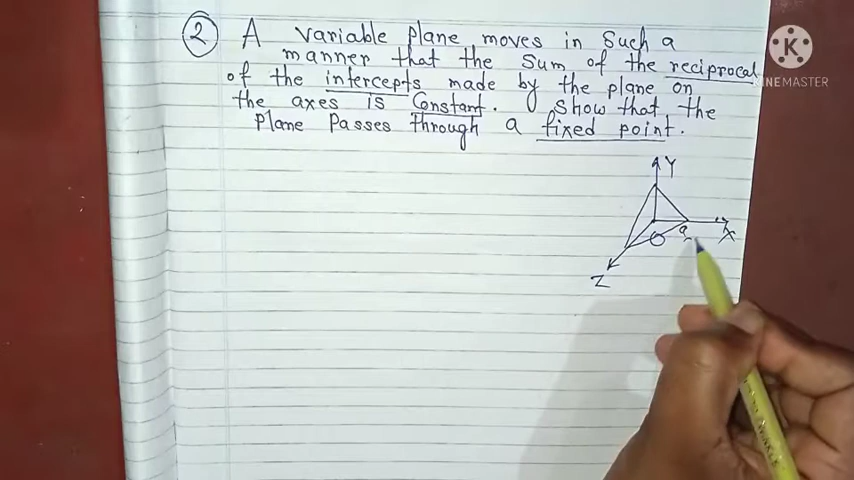 2 A variable plane moves in Such a
manner that the Sum of the reciprocal
of the intercepts made by the plane on
the axes is Constant. Show that the
Plane Passes through a fixed point.
Y
a
X
O
Z
K
KINEMASTER